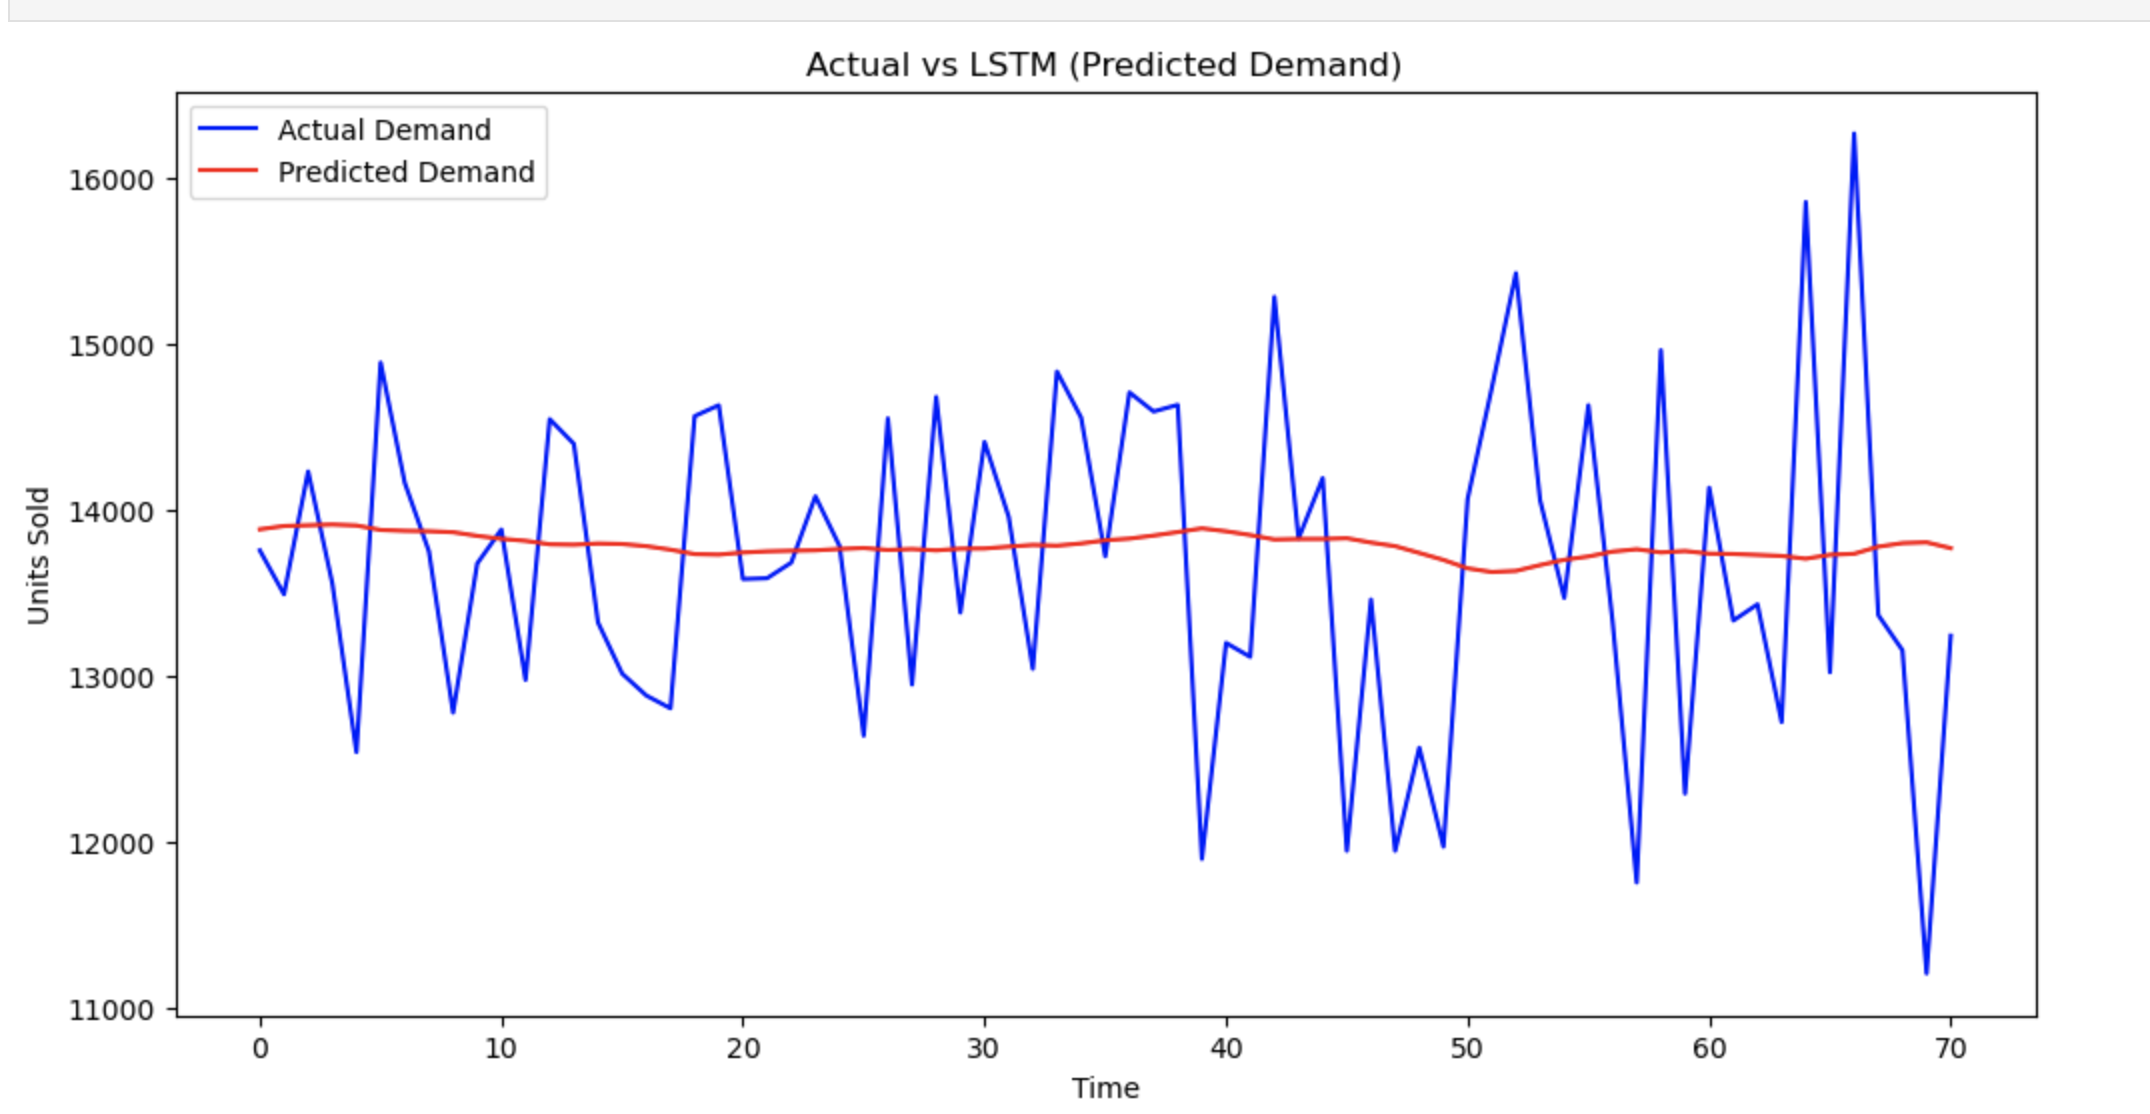 Actual vs LSTM (Predicted Demand)
Actual Demand
Predicted Demand
16000
15000
14000
13000
12000
11000
Units Sold
0 10 20 30 40 50 60 70
Time